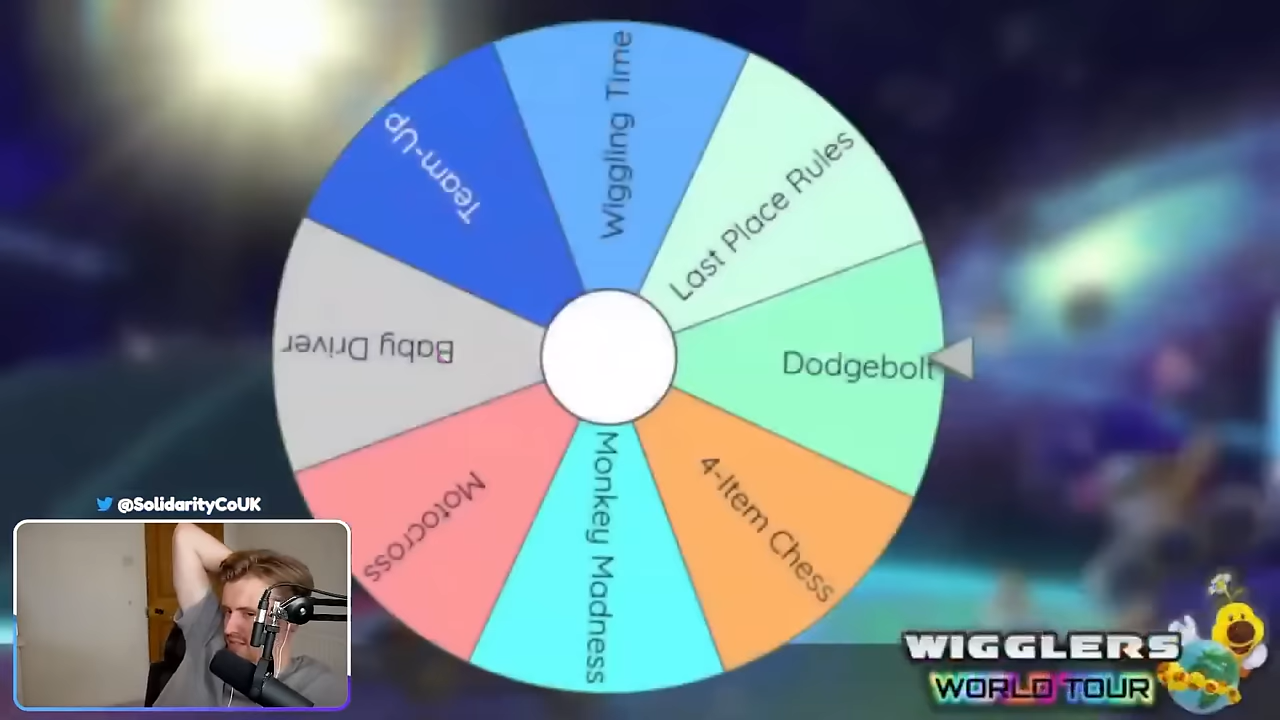 Wiggling Time
Last Place Rules
Dodgebolt
4-Item Chess
Monkey Madness
Motocross
Baby Driver
Team-Up
@SolidarityCoUK
WIGGLERS
WORLD TOUR